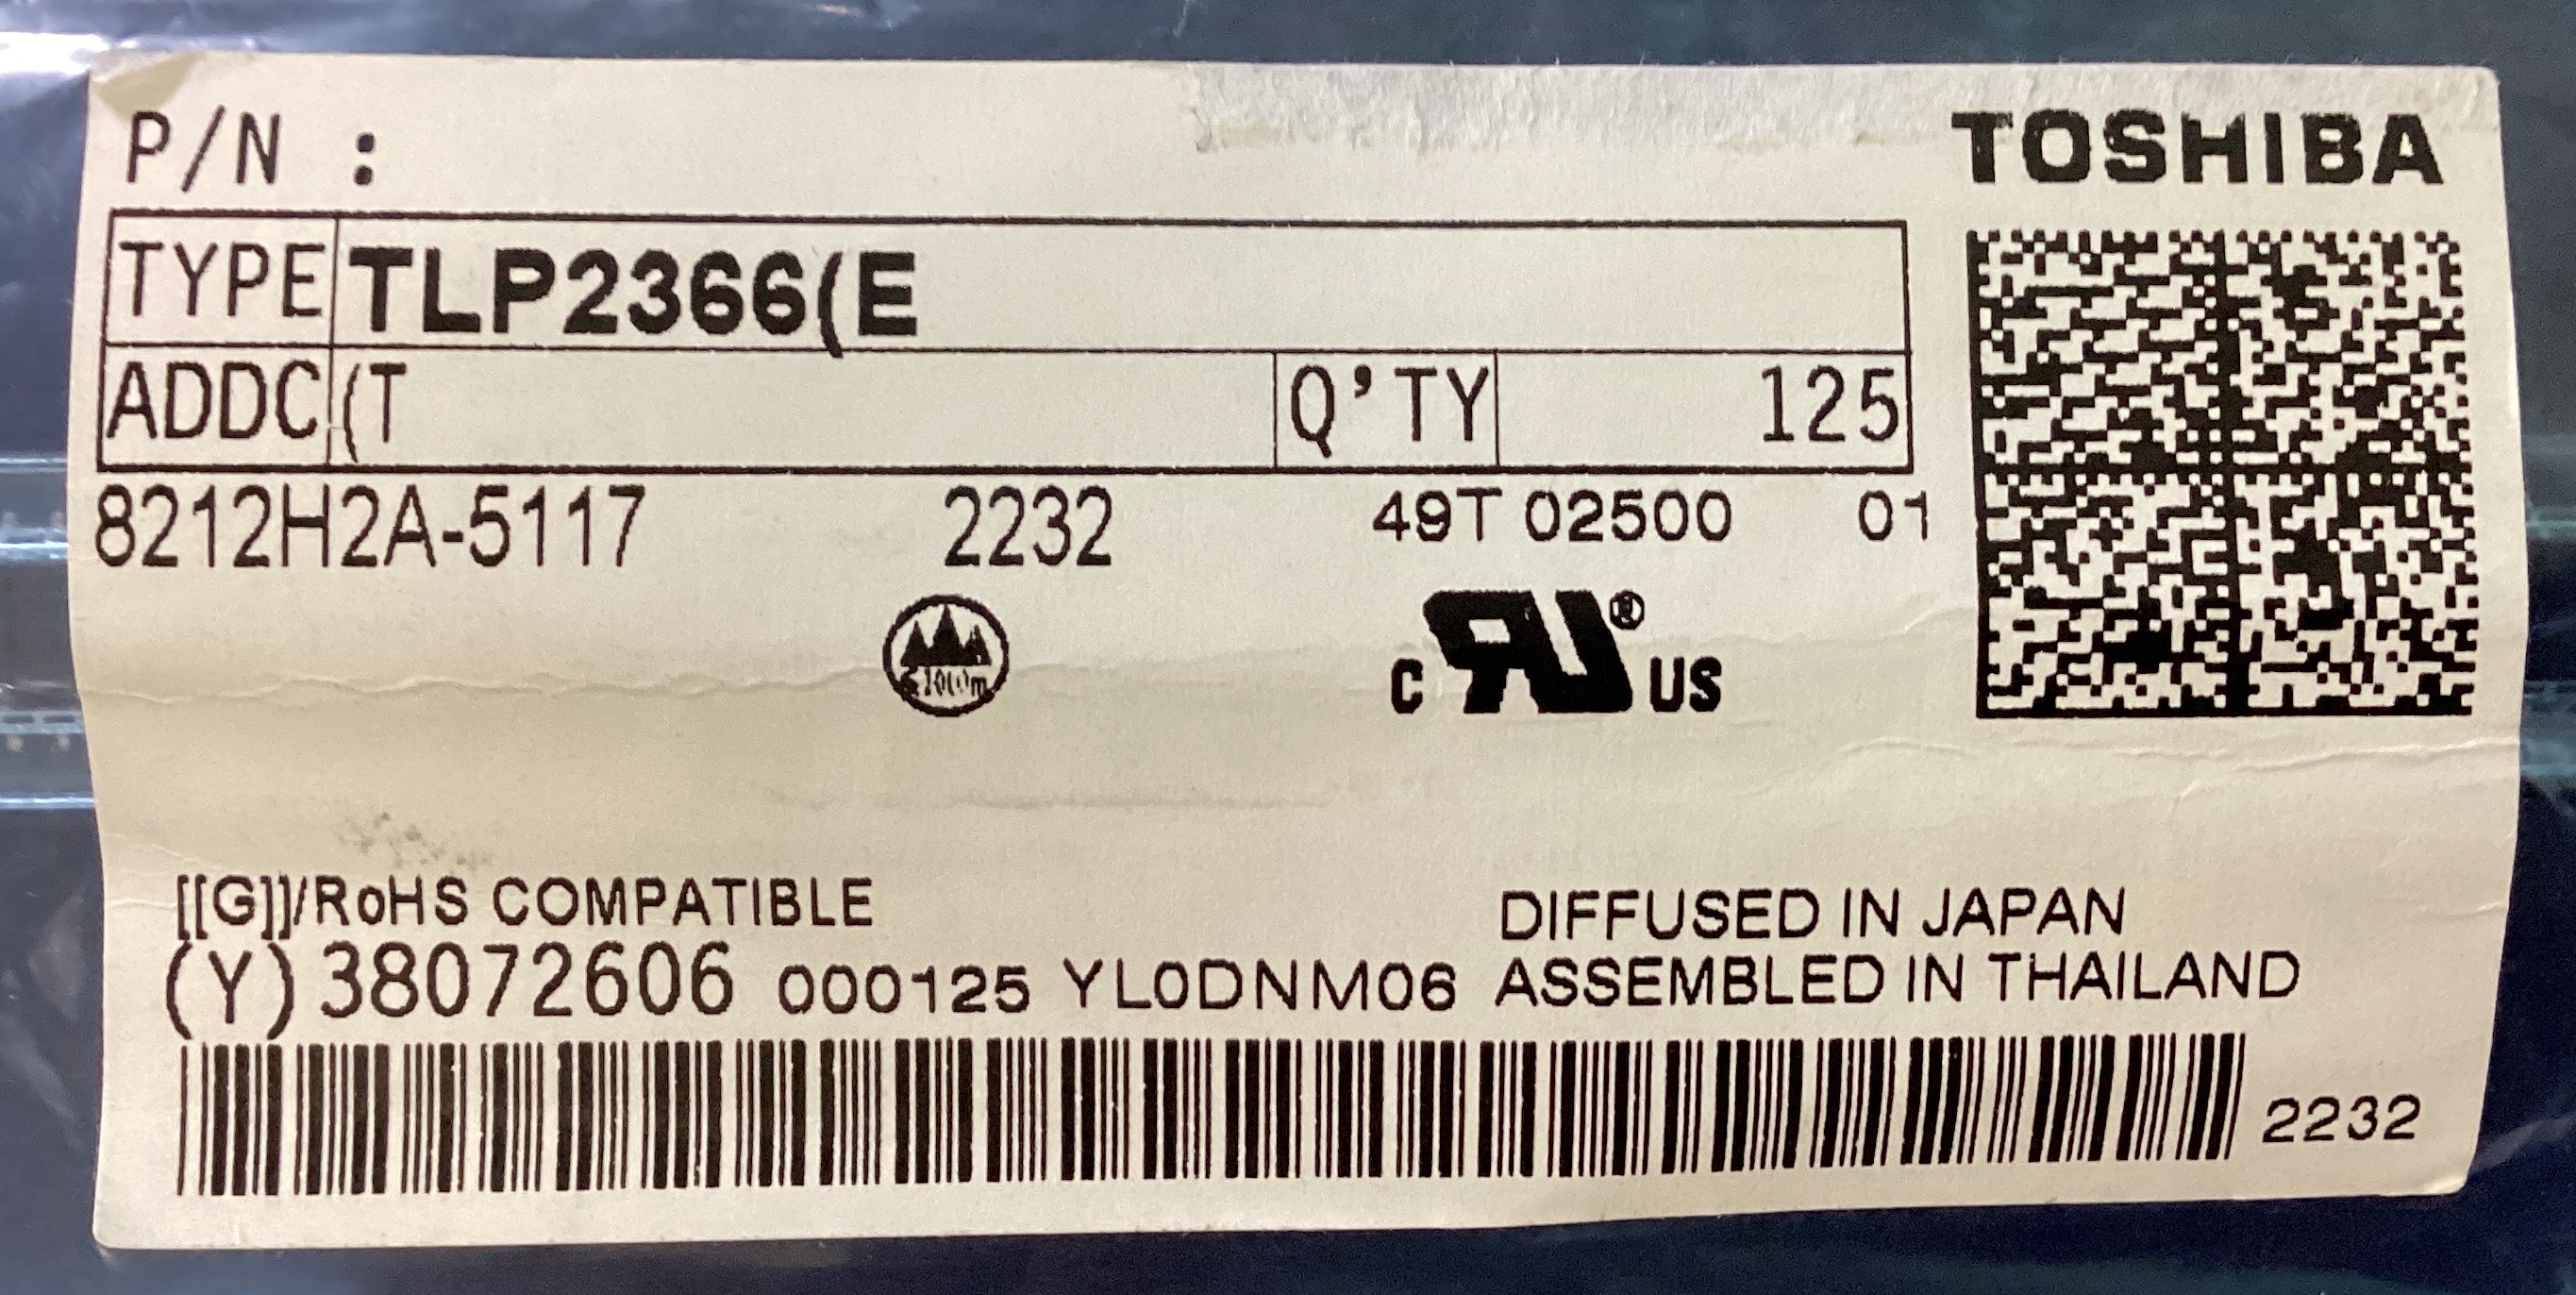 P/N :
TOSHIBA
TYPE TLP2366(E
ADDC (T Q'TY 125
8212H2A-5117 2232 49T 02500 01
c RU® US
[[G]]/RoHS COMPATIBLE
DIFFUSED IN JAPAN
(Y)38072606 000125 YL0DNM06 ASSEMBLED IN THAILAND
2232